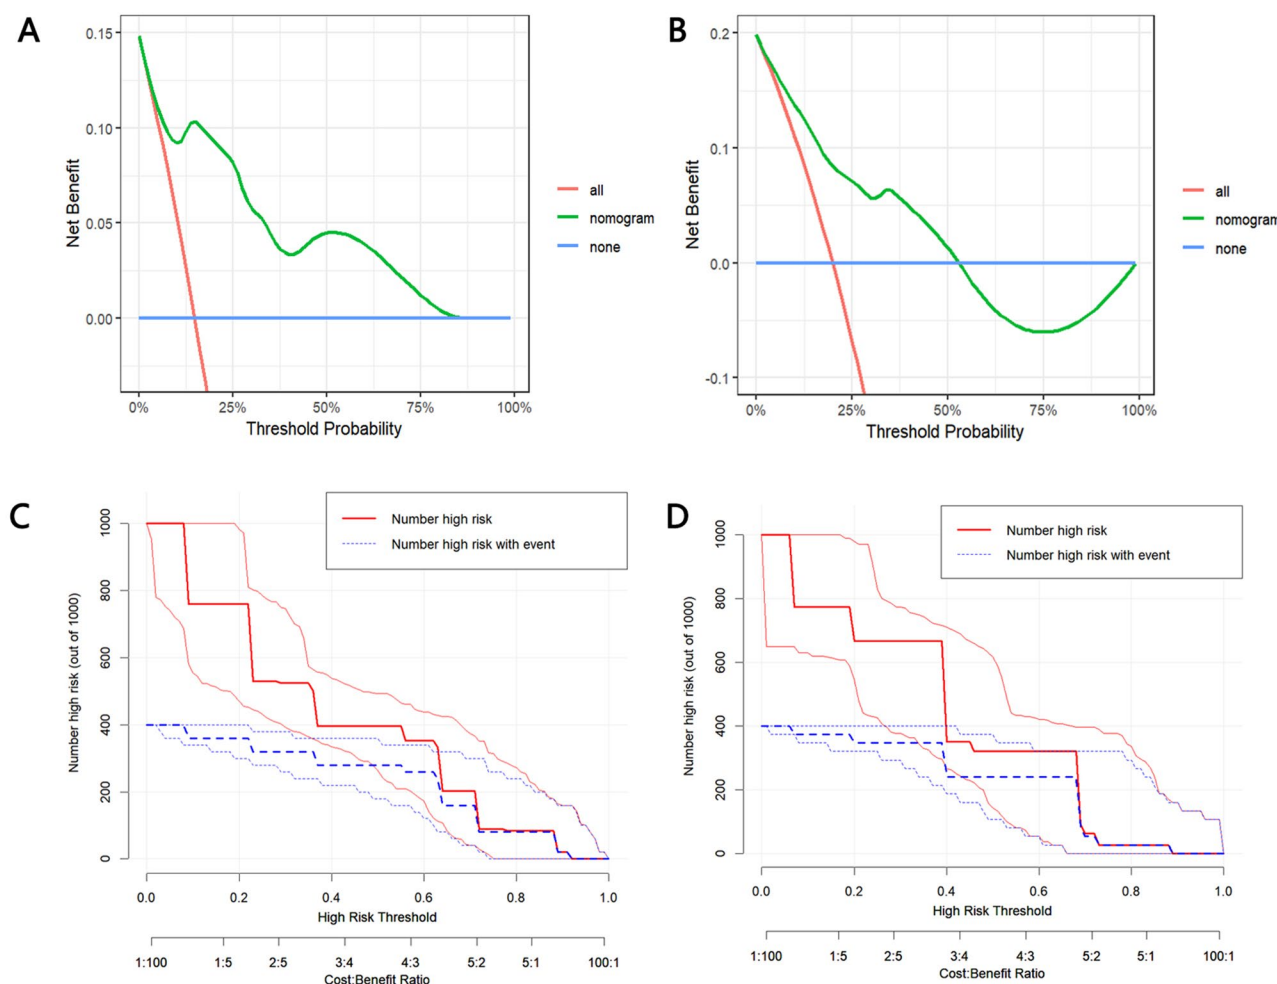 A
0.15
0.10
0.05
0.00
Net Benefit
0% 25% 50% 75% 100%
Threshold Probability
all
nomogram
none
B
0.2
0.1
0.0
-0.1
Net Benefit
0% 25% 50% 75% 100%
Threshold Probability
all
nomogram
none
C
Number high risk
Number high risk with event
1000
800
600
400
200
0
Number high risk (out of 1000)
0.0 0.2 0.4 0.6 0.8 1.0
High Risk Threshold
1:100 1:5 2:5 3:4 4:3 5:2 5:1 100:1
Cost:Benefit Ratio
D
Number high risk
Number high risk with event
1000
800
600
400
200
0
Number high risk (out of 1000)
0.0 0.2 0.4 0.6 0.8 1.0
High Risk Threshold
1:100 1:5 2:5 3:4 4:3 5:2 5:1 100:1
Cost:Benefit Ratio